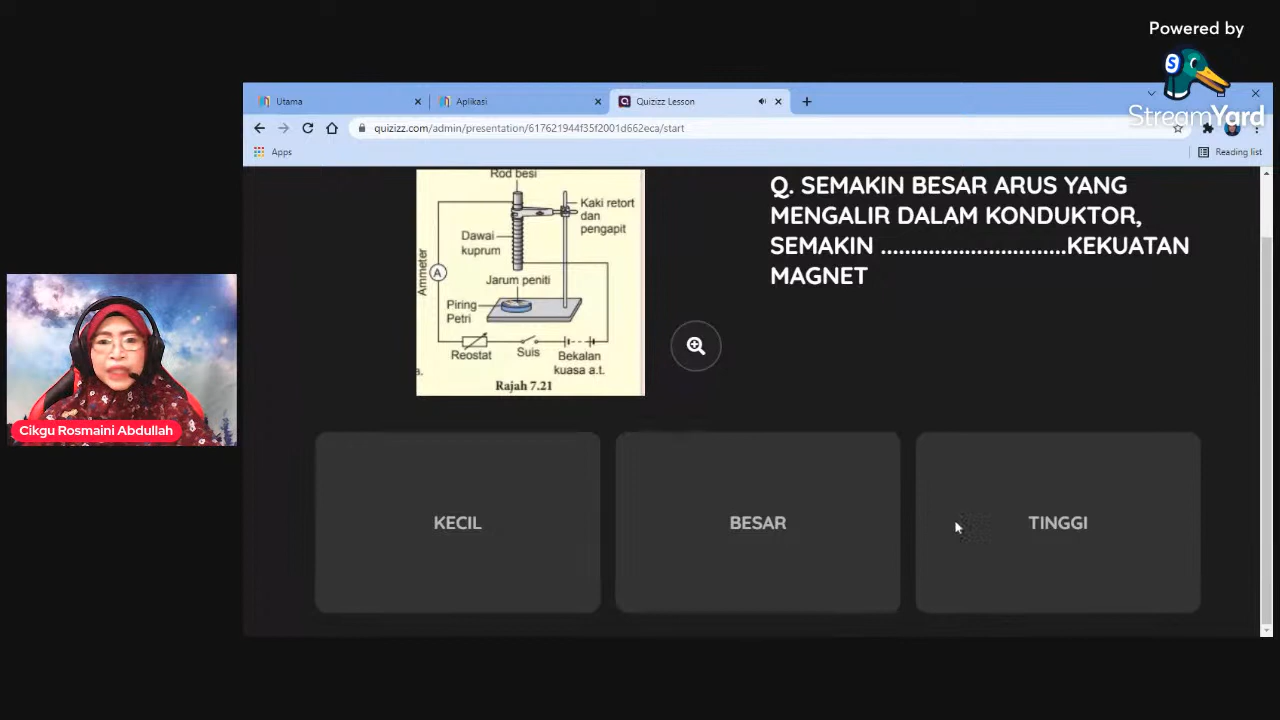 Powered by
StreamYard
Utama
Aplikasi
Quizizz Lesson
quizizz.com/admin/presentation/617621944f35f2001d662eca/start
Apps
Reading list
Rod besi
Kaki retort
dan
pengapit
Dawai
kuprum
Ammeter
A
Jarum peniti
Piring
Petri
Reostat
Suis
Bekalan
kuasa a.t.
a.
Rajah 7.21
Q. SEMAKIN BESAR ARUS YANG
MENGALIR DALAM KONDUKTOR,
SEMAKIN ..............................KEKUATAN
MAGNET
Cikgu Rosmaini Abdullah
KECIL
BESAR
TINGGI